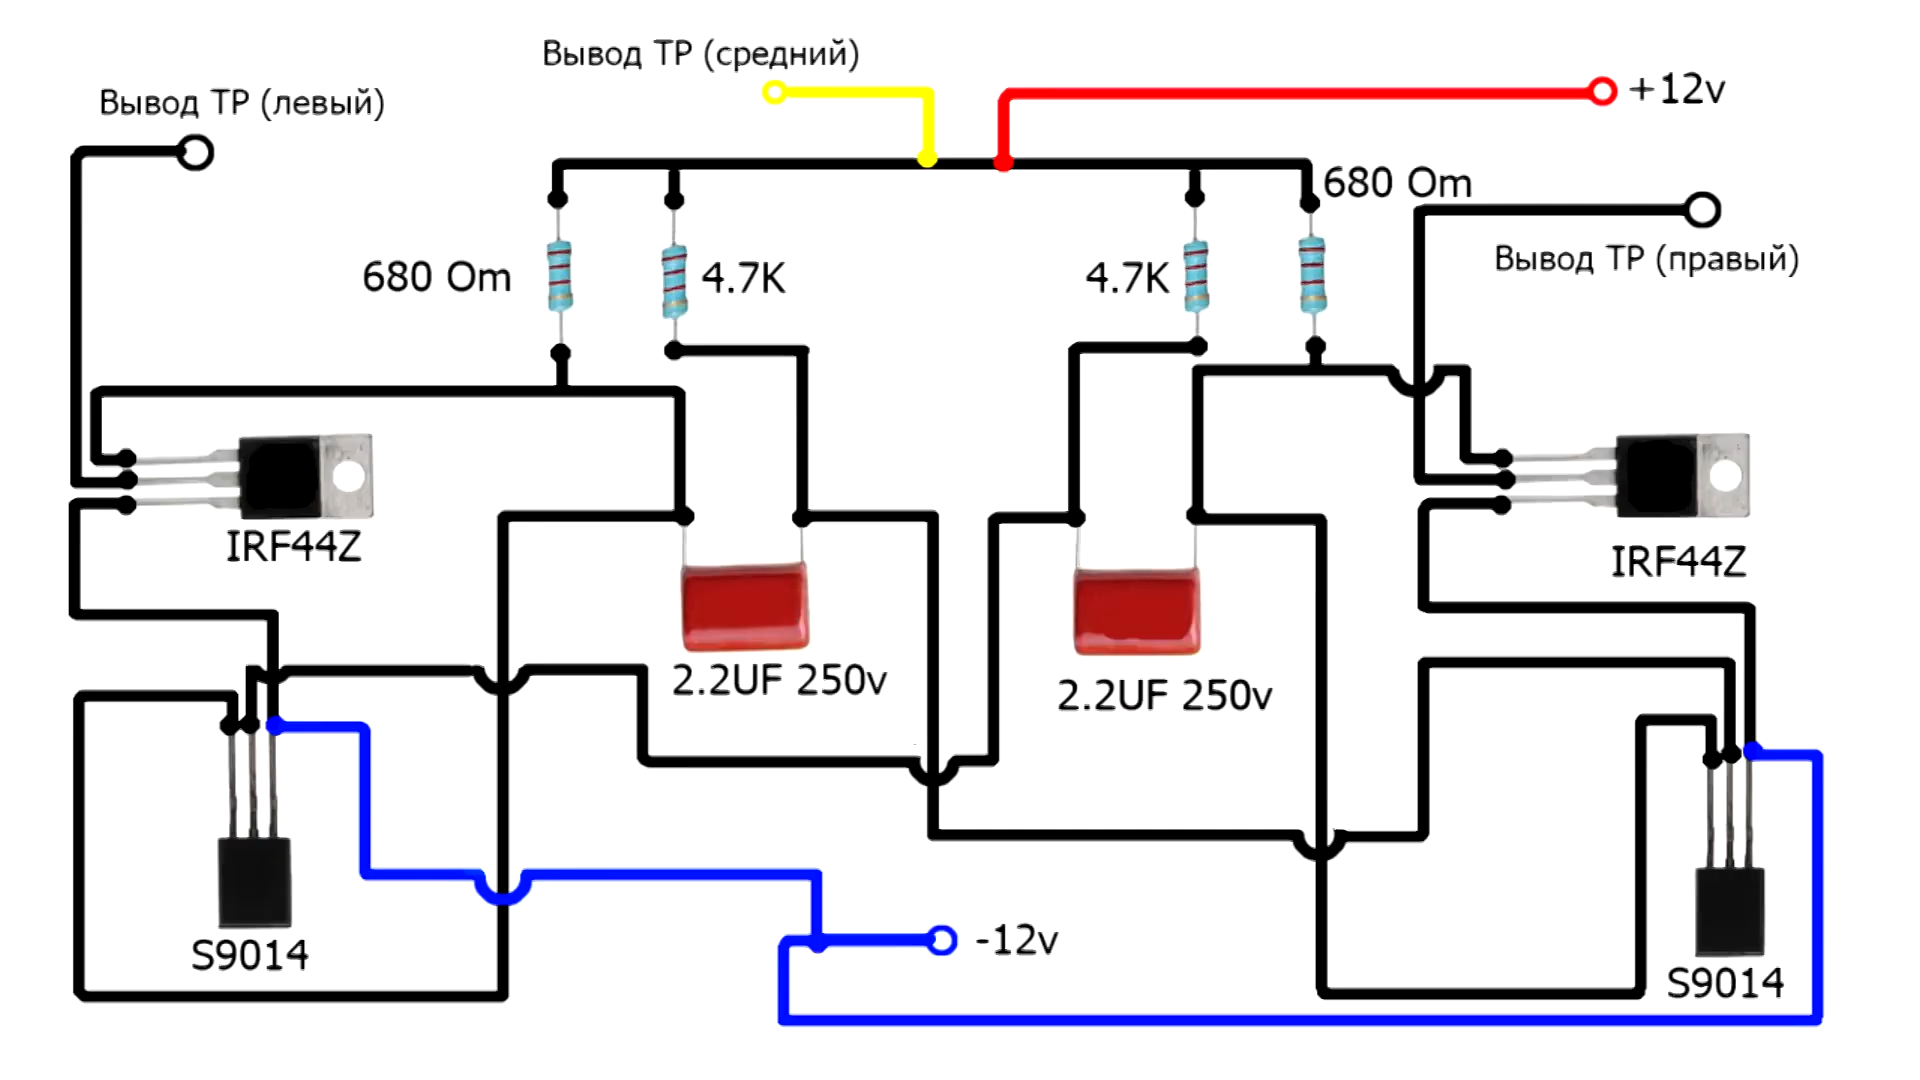 Вывод ТР (средний)
+12v
Вывод ТР (левый)
680 Om
Вывод ТР (правый)
680 Om
4.7K
4.7K
IRF44Z
IRF44Z
2.2UF 250v
2.2UF 250v
-12v
S9014
S9014